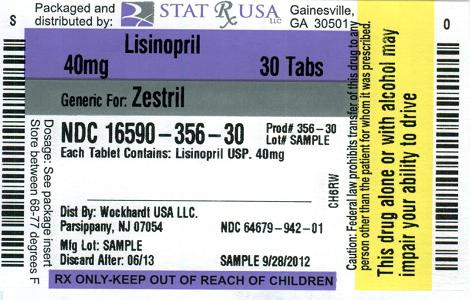 Packaged and
distributed by:
STAT Rx USA LLC
Gainesville,
GA 30501
S
O
Lisinopril
40mg 30 Tabs
Generic For: Zestril
NDC 16590-356-30
Prod# 356-30
Lot# SAMPLE
Each Tablet Contains: Lisinopril USP. 40mg
CH6RW
Dist By: Wockhardt USA LLC.
Parsippany, NJ 07054 NDC 64679-942-01
Mfg Lot: SAMPLE
Discard After: 06/13 SAMPLE 9/28/2012
RX ONLY-KEEP OUT OF REACH OF CHILDREN
Dosage: See package insert
Store between 68-77 degrees F
Caution: Federal law prohibits transfer of this drug to any
person other than the patient for whom it was prescribed.
This drug alone or with alcohol may
impair your ability to drive